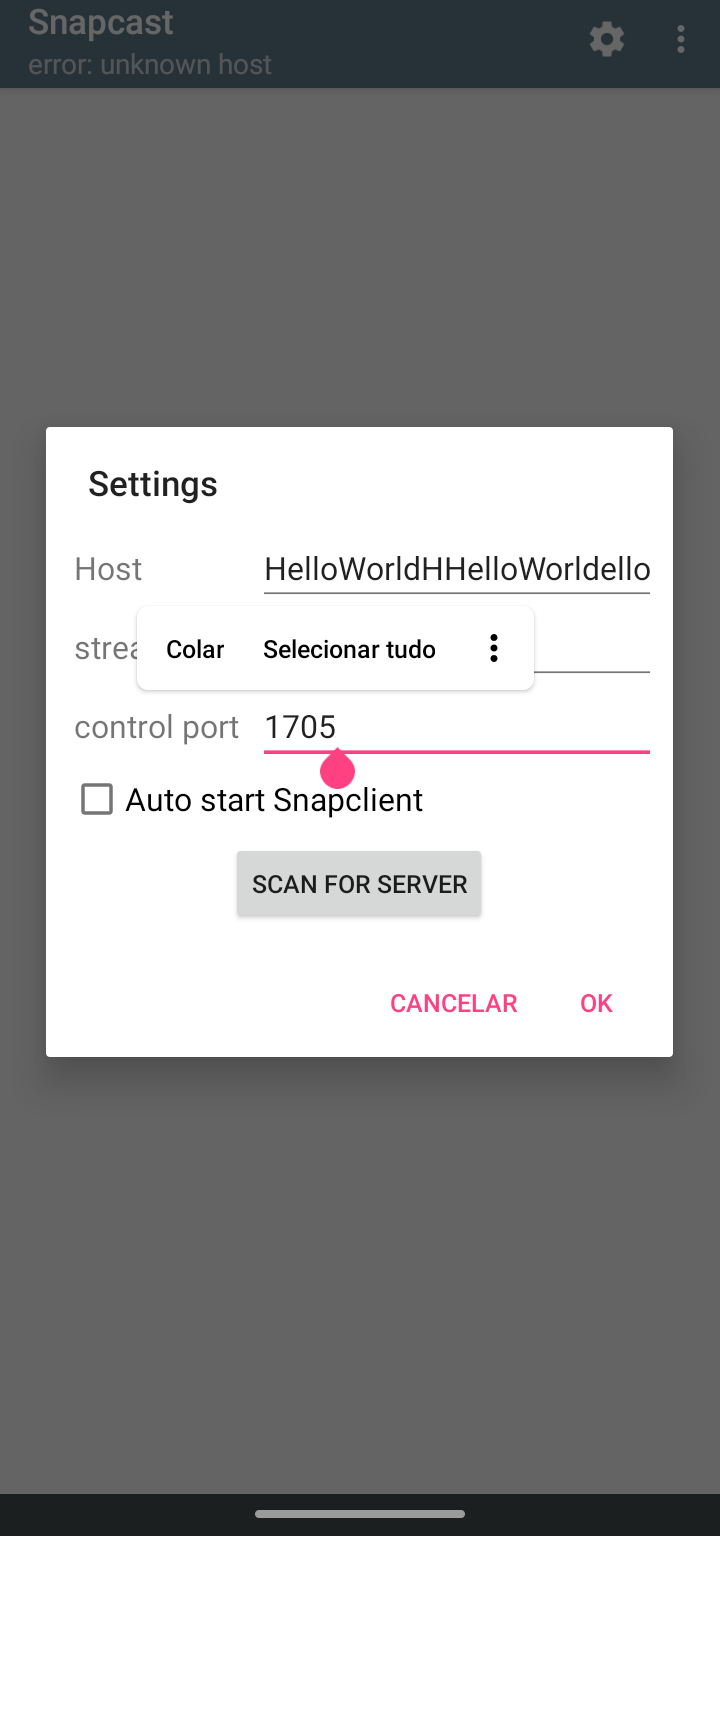 Snapcast
error: unknown host
Settings
Host HelloWorldHHelloWorldello
Colar Selecionar tudo
control port 1705
Auto start Snapclient
SCAN FOR SERVER
CANCELAR OK